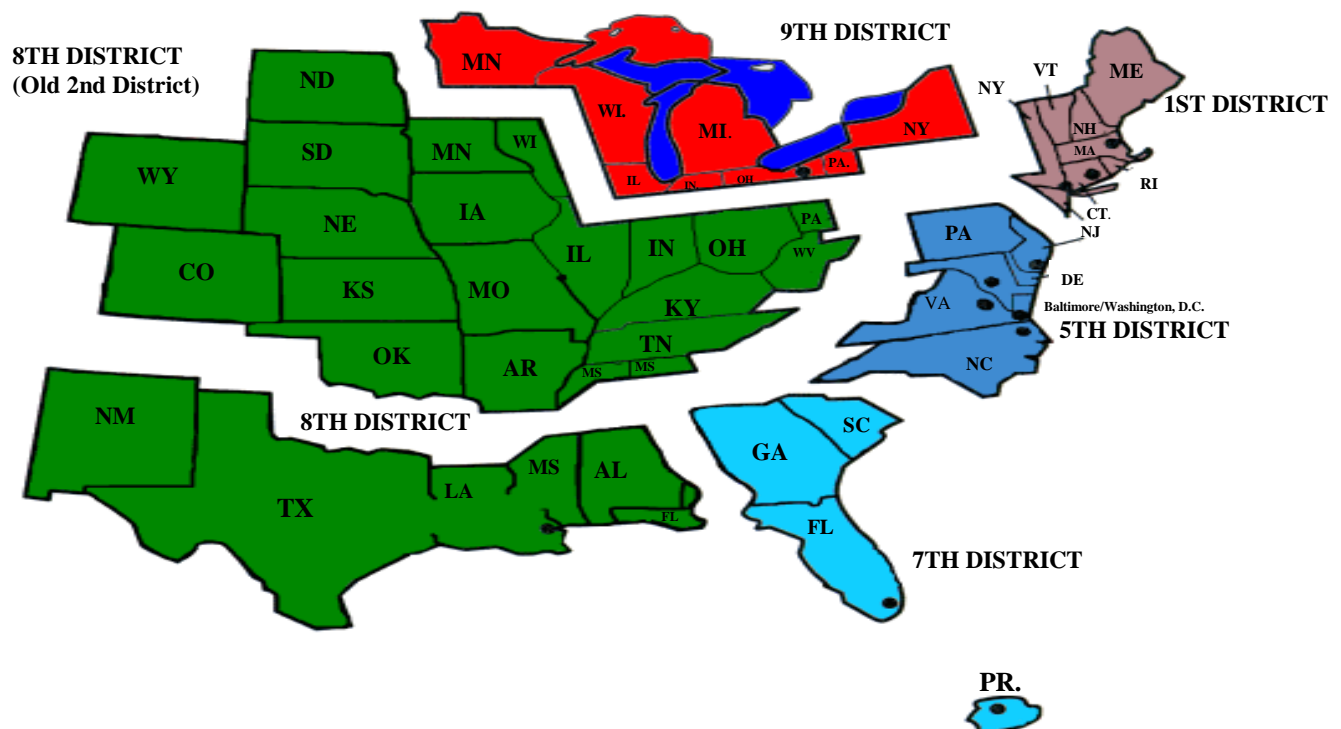 8TH DISTRICT
(Old 2nd District)
9TH DISTRICT
MN
WI.
MI.
NY
IL
IN.
OH
PA.
NY
VT
ME
1ST DISTRICT
NH
MA
RI
CT.
NJ
ND
SD
MN
WI
WY
NE
IA
CO
KS
MO
IL
IN
OH
PA
WV
KY
TN
OK
AR
MS
MS
PA
DE
VA
Baltimore/Washington, D.C.
5TH DISTRICT
NC
8TH DISTRICT
NM
TX
LA
MS
AL
FL
GA
SC
FL
7TH DISTRICT
PR.